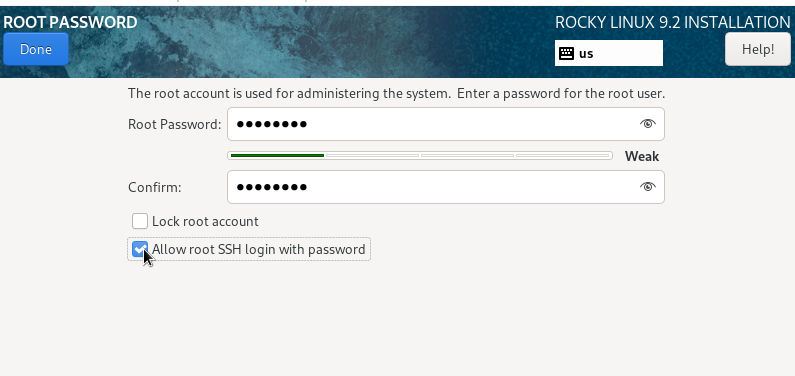 ROOT PASSWORD
ROCKY LINUX 9.2 INSTALLATION
Done
us
Help!
The root account is used for administering the system.  Enter a password for the root user.
Root Password: ●●●●●●●●
Weak
Confirm: ●●●●●●●●
Lock root account
Allow root SSH login with password